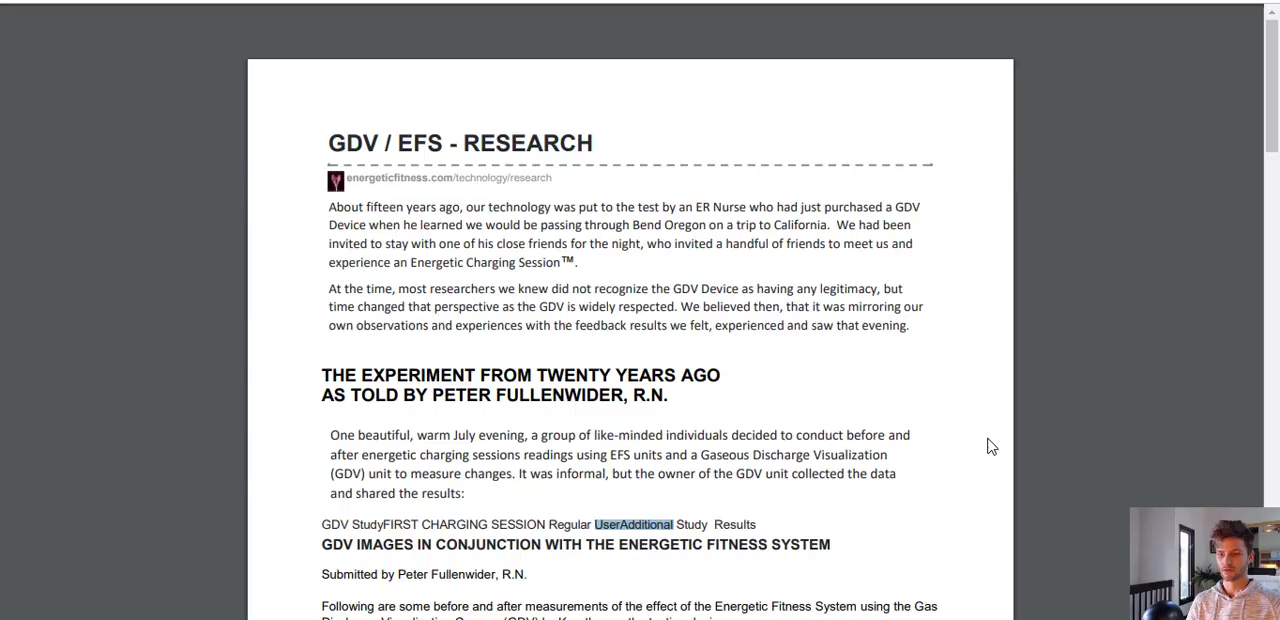 GDV / EFS - RESEARCH
energeticfitness.com/technology/research
About fifteen years ago, our technology was put to the test by an ER Nurse who had just purchased a GDV
Device when he learned we would be passing through Bend Oregon on a trip to California.  We had been
invited to stay with one of his close friends for the night, who invited a handful of friends to meet us and
experience an Energetic Charging Session™.
At the time, most researchers we knew did not recognize the GDV Device as having any legitimacy, but
time changed that perspective as the GDV is widely respected. We believed then, that it was mirroring our
own observations and experiences with the feedback results we felt, experienced and saw that evening.
THE EXPERIMENT FROM TWENTY YEARS AGO
AS TOLD BY PETER FULLENWIDER, R.N.
One beautiful, warm July evening, a group of like-minded individuals decided to conduct before and
after energetic charging sessions readings using EFS units and a Gaseous Discharge Visualization
(GDV) unit to measure changes. It was informal, but the owner of the GDV unit collected the data
and shared the results:
GDV StudyFIRST CHARGING SESSION Regular UserAdditional Study  Results
GDV IMAGES IN CONJUNCTION WITH THE ENERGETIC FITNESS SYSTEM
Submitted by Peter Fullenwider, R.N.
Following are some before and after measurements of the effect of the Energetic Fitness System using the Gas